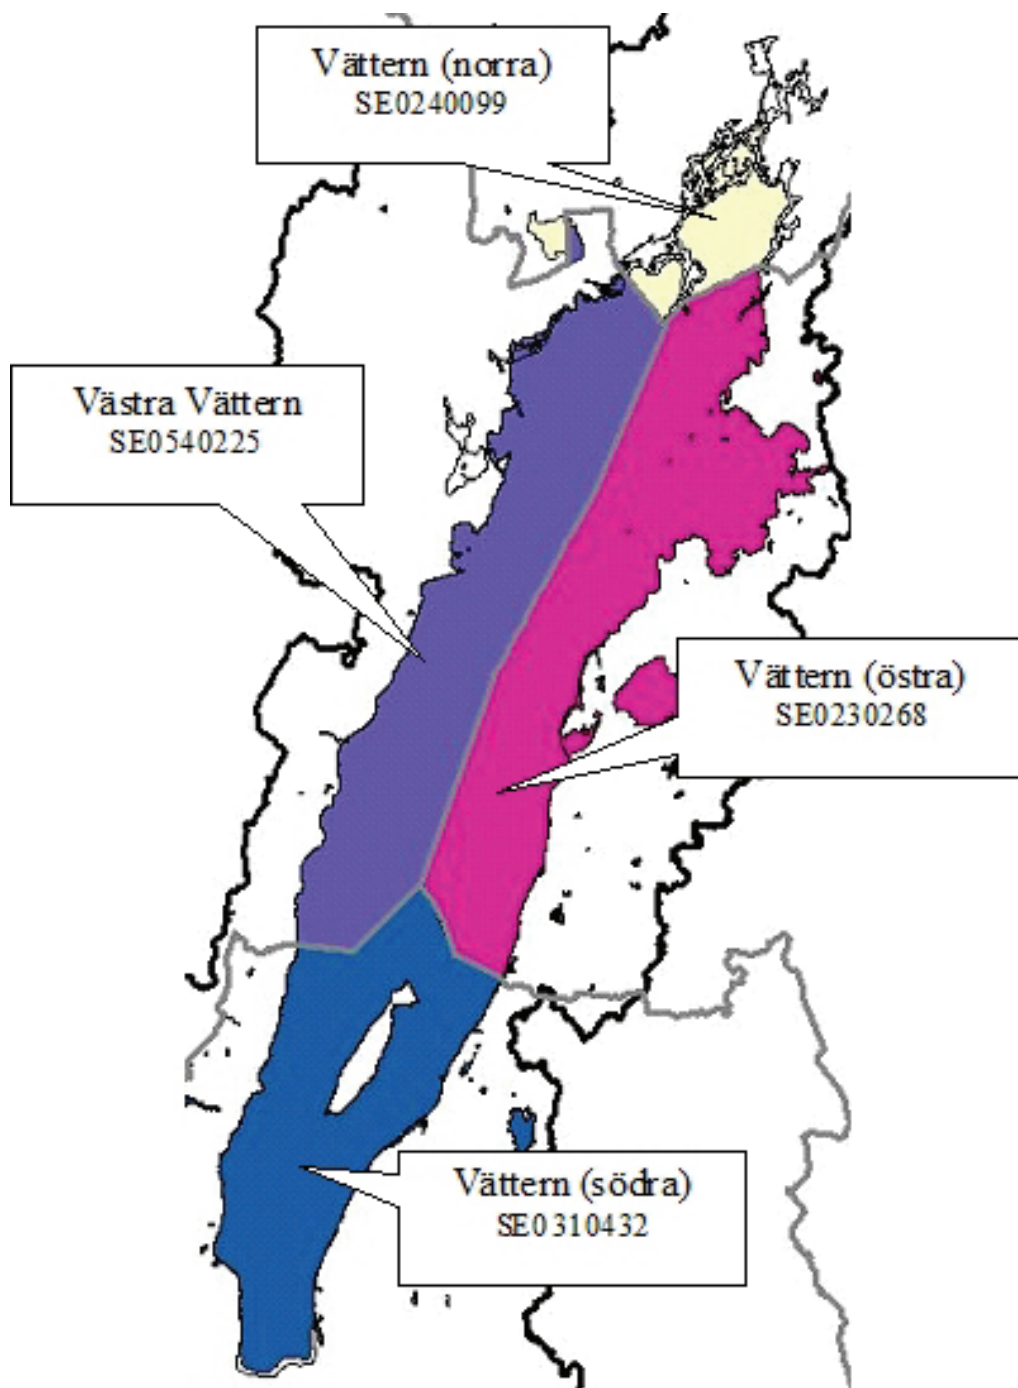 Vättern (norra)
SE0240099
Västra Vättern
SE0540225
Vättern (östra)
SE0230268
Vättern (södra)
SE0310432